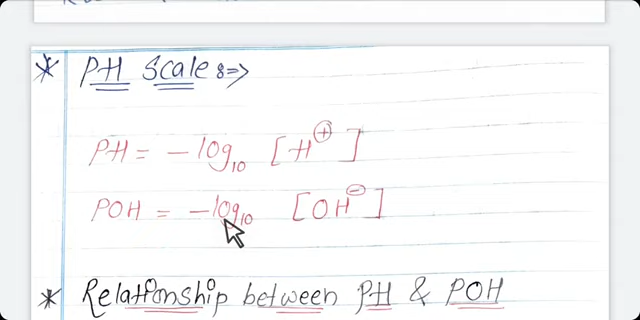 * PH Scale :=>
PH = -log₁₀ [H⊕]
POH = -log₁₀ [OH⊖]
* Relationship between PH & POH